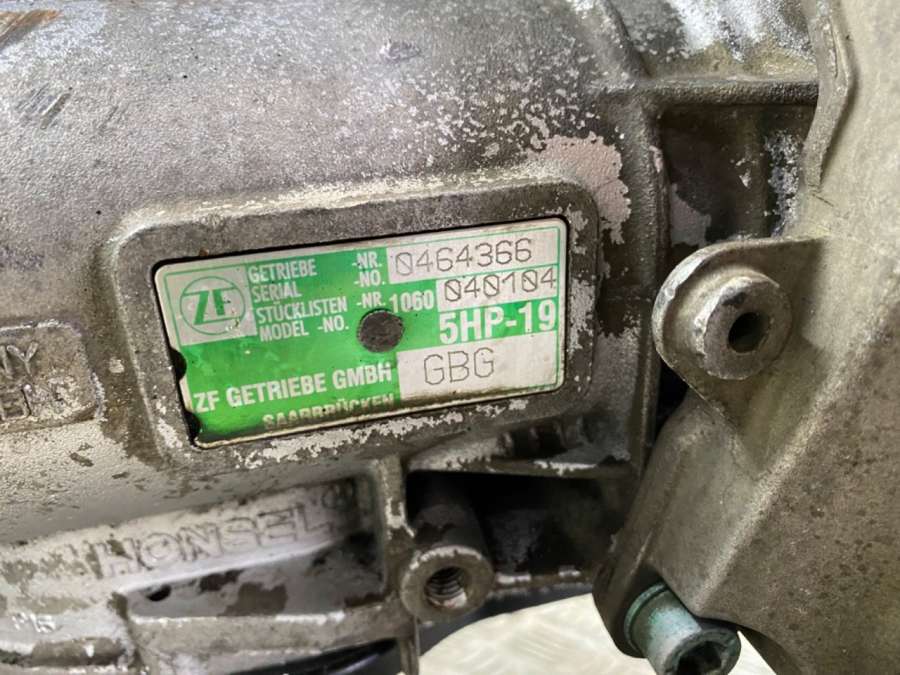 ZF
GETRIEBE -NR. 0464366
SERIAL -NO.
STÜCKLISTEN -NR. 1060 040104
MODEL -NO.
5HP-19
ZF GETRIEBE GMBH GBG
SAARBRÜCKEN
HONSEL